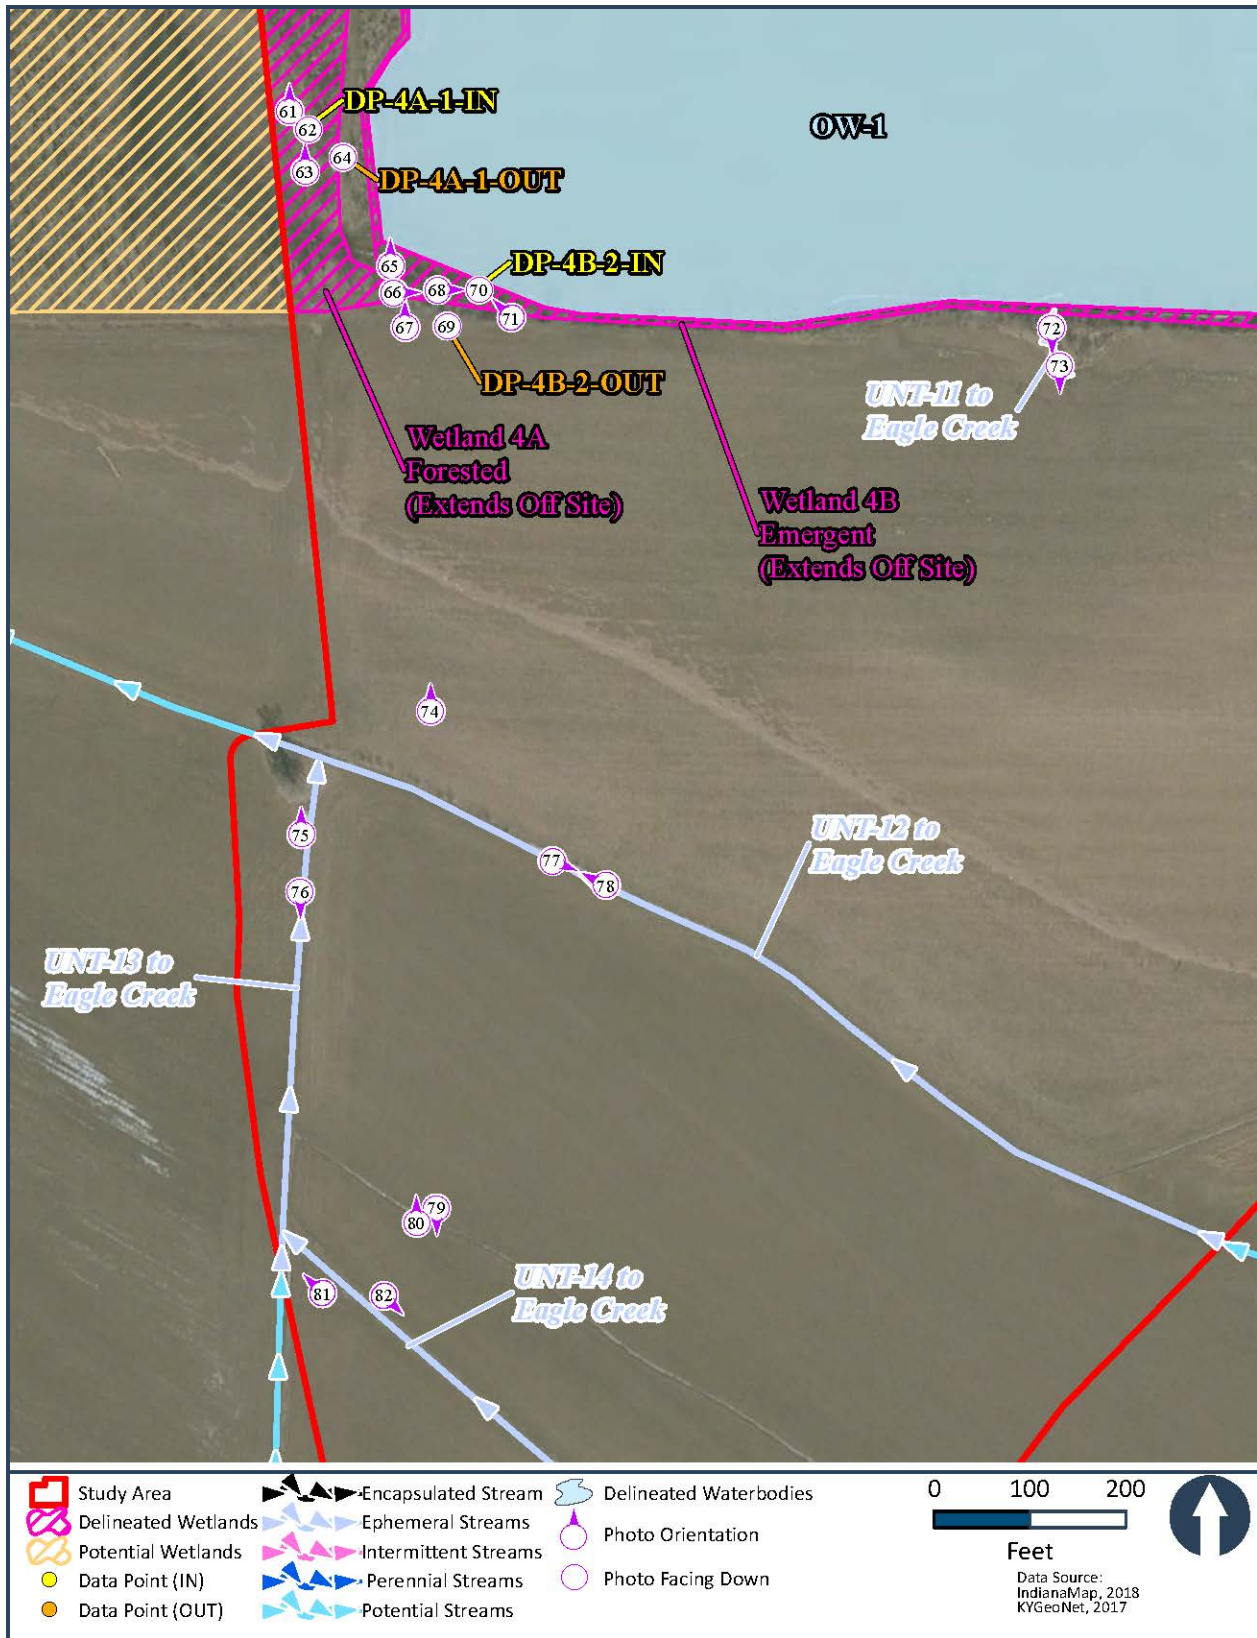 61
DP-4A-1-IN
62
OW-1
64
63
DP-4A-1-OUT
65
DP-4B-2-IN
66
68
70
67
69
71
72
73
DP-4B-2-OUT
UNT-11 to
Eagle Creek
Wetland 4A
Forested
(Extends Off Site)
Wetland 4B
Emergent
(Extends Off Site)
74
75
UNT-12 to
Eagle Creek
77
78
76
UNT-13 to
Eagle Creek
79
80
81
82
UNT-14 to
Eagle Creek
Study Area
Delineated Wetlands
Potential Wetlands
Data Point (IN)
Data Point (OUT)
Encapsulated Stream
Ephemeral Streams
Intermittent Streams
Perennial Streams
Potential Streams
Delineated Waterbodies
Photo Orientation
Photo Facing Down
0 100 200
Feet
Data Source:
IndianaMap, 2018
KYGeoNet, 2017